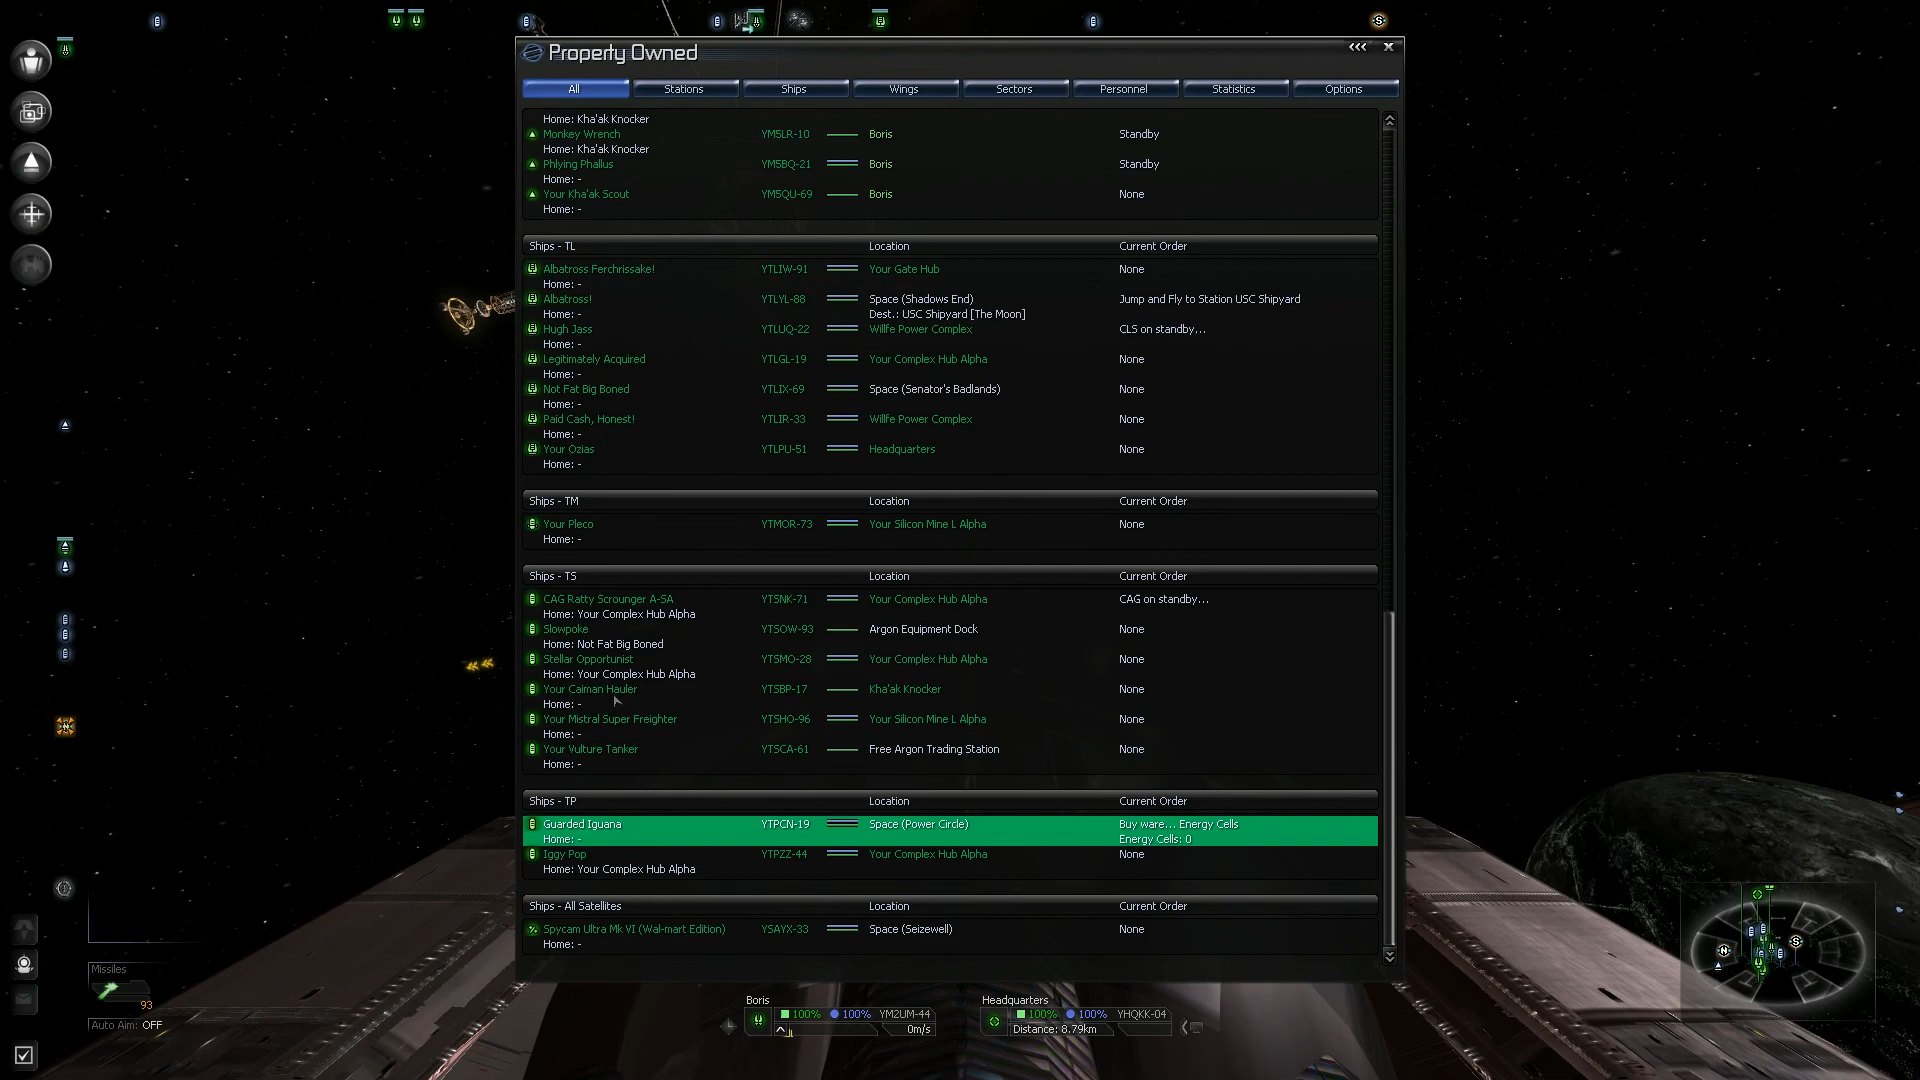 Property Owned
All Stations Ships Wings Sectors Personnel Statistics Options
Home: Kha'ak Knocker
Monkey Wrench YM5LR-10 Boris Standby
Home: Kha'ak Knocker
Phlying Phallus YM5BQ-21 Boris Standby
Home: -
Your Kha'ak Scout YM5QU-69 Boris None
Home: -
Ships - TL Location Current Order
Albatross Ferchrissake! YTLIW-91 Your Gate Hub None
Home: -
Albatross! YTLYL-88 Space (Shadows End) Jump and Fly to Station USC Shipyard
Home: - Dest.: USC Shipyard [The Moon]
Hugh Jass YTLUQ-22 Willfe Power Complex CLS on standby...
Home: -
Legitimately Acquired YTLGL-19 Your Complex Hub Alpha None
Home: -
Not Fat Big Boned YTLIX-69 Space (Senator's Badlands) None
Home: -
Paid Cash, Honest! YTLIR-33 Willfe Power Complex None
Home: -
Your Ozias YTLPU-51 Headquarters None
Home: -
Ships - TM Location Current Order
Your Pleco YTMOR-73 Your Silicon Mine L Alpha None
Home: -
Ships - TS Location Current Order
CAG Ratty Scrounger A-SA YTSNK-71 Your Complex Hub Alpha CAG on standby...
Home: Your Complex Hub Alpha
Slowpoke YTSOW-93 Argon Equipment Dock None
Home: Not Fat Big Boned
Stellar Opportunist YTSMO-28 Your Complex Hub Alpha None
Home: Your Complex Hub Alpha
Your Caiman Hauler YTSBP-17 Kha'ak Knocker None
Home: -
Your Mistral Super Freighter YTSHO-96 Your Silicon Mine L Alpha None
Home: -
Your Vulture Tanker YTSCA-61 Free Argon Trading Station None
Home: -
Ships - TP Location Current Order
Guarded Iguana YTPCN-19 Space (Power Circle) Buy ware... Energy Cells
Home: - Energy Cells: 0
Iggy Pop YTPZZ-44 Your Complex Hub Alpha None
Home: Your Complex Hub Alpha
Ships - All Satellites Location Current Order
Spycam Ultra Mk VI (Wal-mart Edition) YSAYX-33 Space (Seizewell) None
Home: -
Missiles
93
Auto Aim: OFF
Boris
100% 100% YM2UM-44
0m/s
Headquarters
100% 100% YHQKK-04
Distance: 8.79km
S
N
N
S